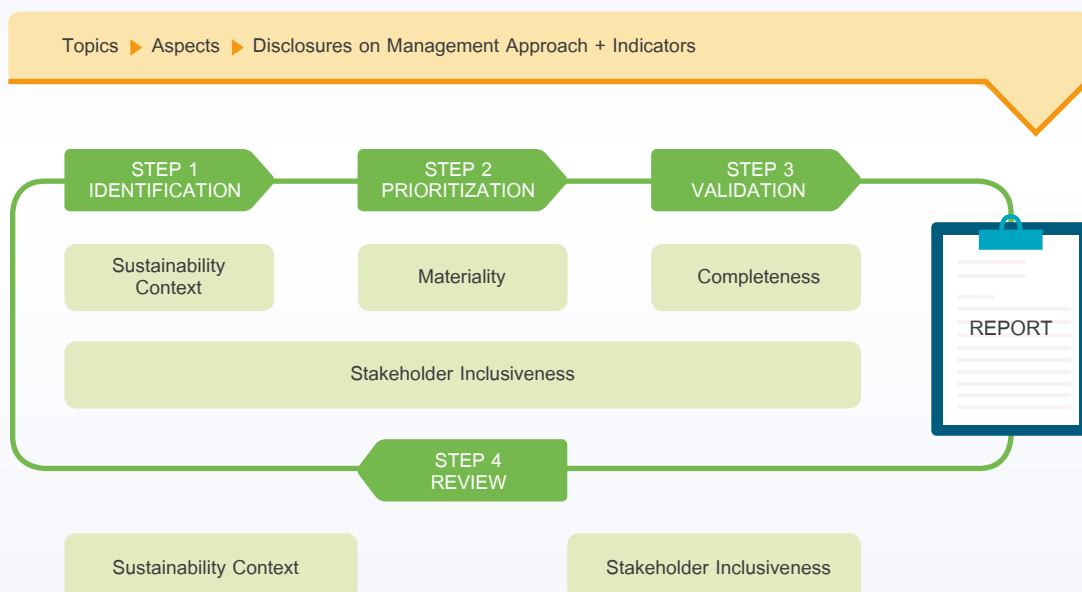 Topics Aspects Disclosures on Management Approach + Indicators
STEP 1
IDENTIFICATION
STEP 2
PRIORITIZATION
STEP 3
VALIDATION
Sustainability
Context
Materiality
Completeness
REPORT
Stakeholder Inclusiveness
STEP 4
REVIEW
Sustainability Context
Stakeholder Inclusiveness